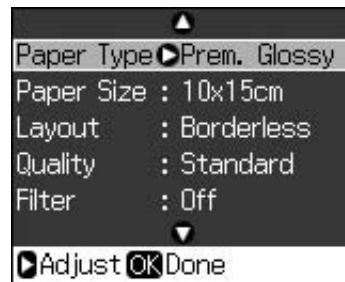 Paper Type Prem. Glossy
Paper Size : 10x15cm
Layout : Borderless
Quality : Standard
Filter : Off
Adjust OK Done